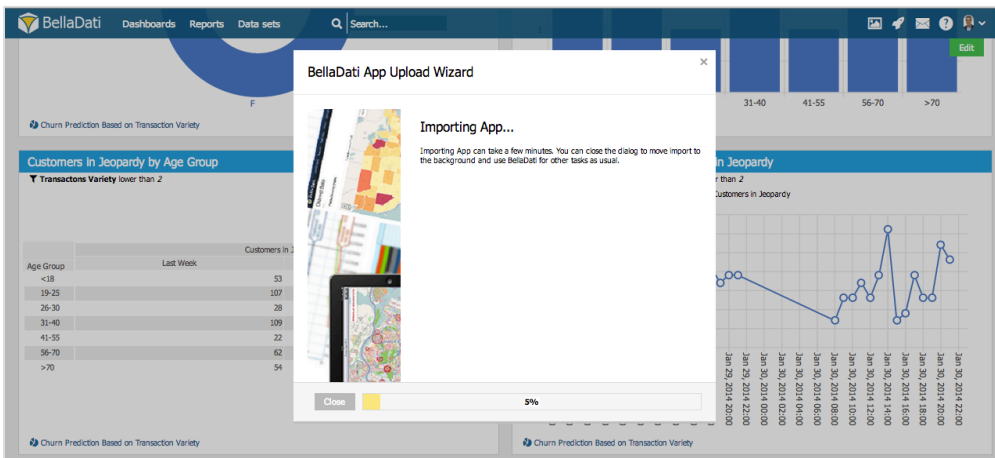 BellaDati Dashboards Reports Data sets Search...
Edit
F
31-40 41-55 56-70 >70
Churn Prediction Based on Transaction Variety
BellaDati App Upload Wizard
×
Importing App...
Importing App can take a few minutes. You can close the dialog to move import to
the background and use BellaDati for other tasks as usual.
Close
5%
Customers in Jeopardy by Age Group
Transactons Variety lower than 2
Customers in J
Age Group Last Week
<18 53
19-25 107
26-30 28
31-40 109
41-55 22
56-70 62
>70 54
Churn Prediction Based on Transaction Variety
in Jeopardy
r than 2
Customers in Jeopardy
Jan 29, 2014 20:00
Jan 29, 2014 22:00
Jan 30, 2014 00:00
Jan 30, 2014 02:00
Jan 30, 2014 04:00
Jan 30, 2014 06:00
Jan 30, 2014 08:00
Jan 30, 2014 10:00
Jan 30, 2014 12:00
Jan 30, 2014 14:00
Jan 30, 2014 16:00
Jan 30, 2014 18:00
Jan 30, 2014 20:00
Jan 30, 2014 22:00
Churn Prediction Based on Transaction Variety